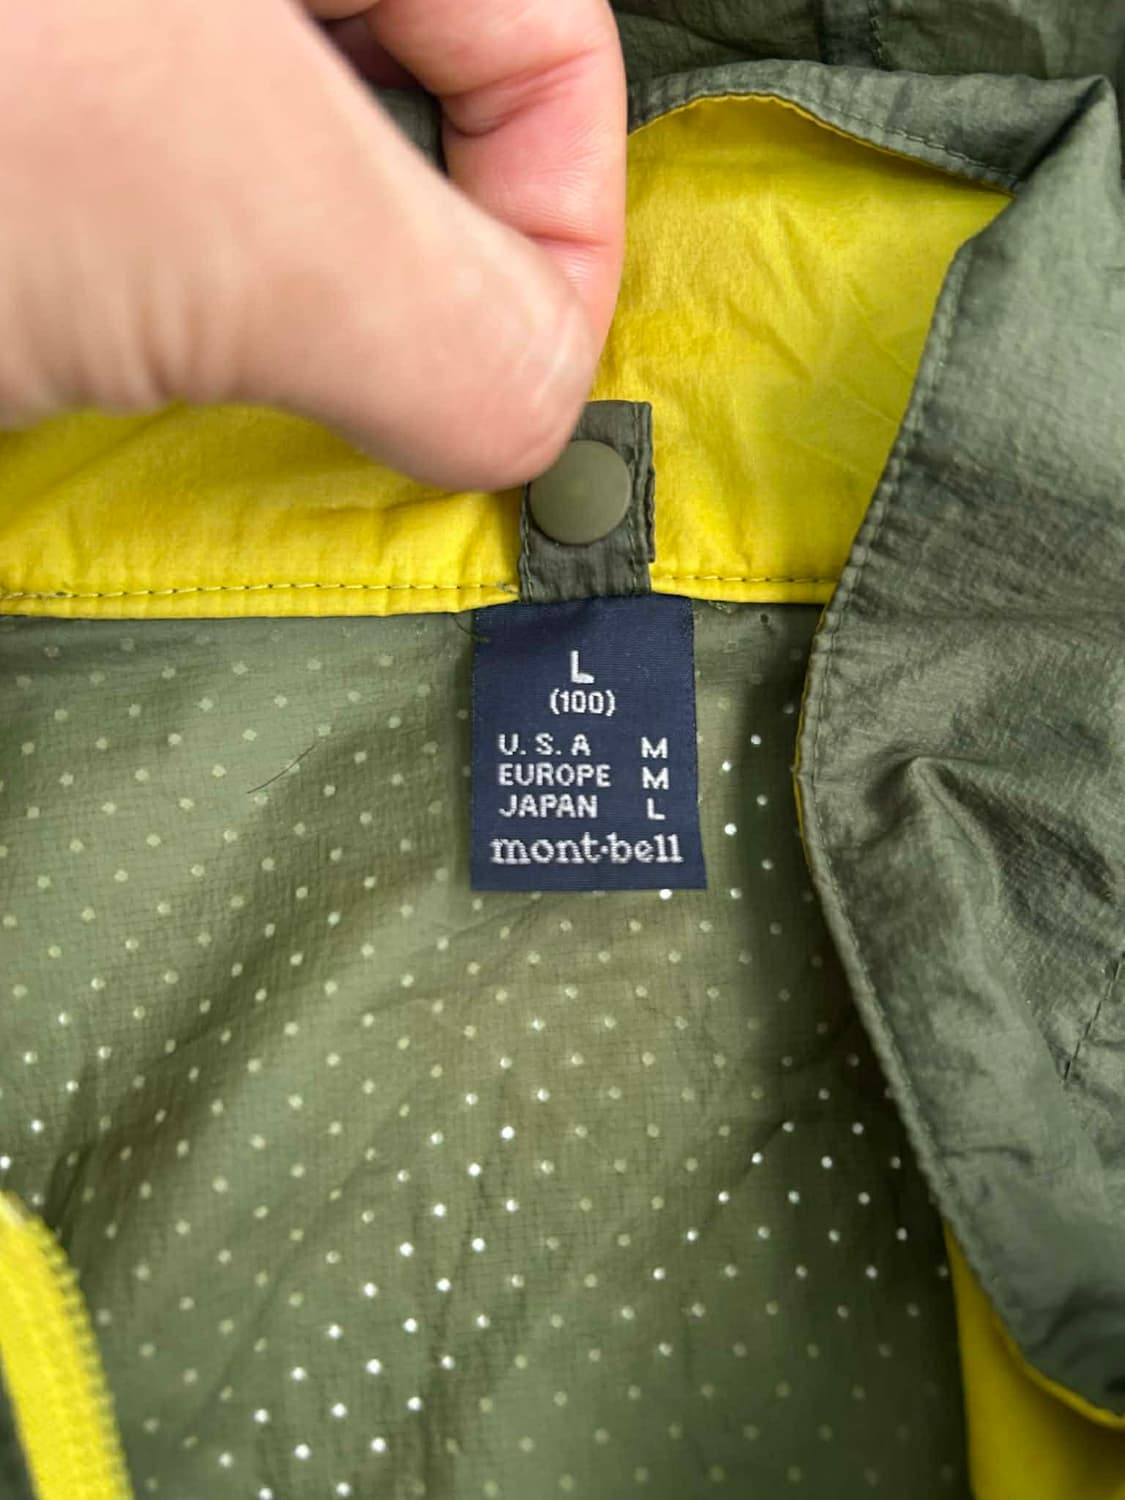 L
(100)
U.S.A M
EUROPE M
JAPAN L
mont·bell